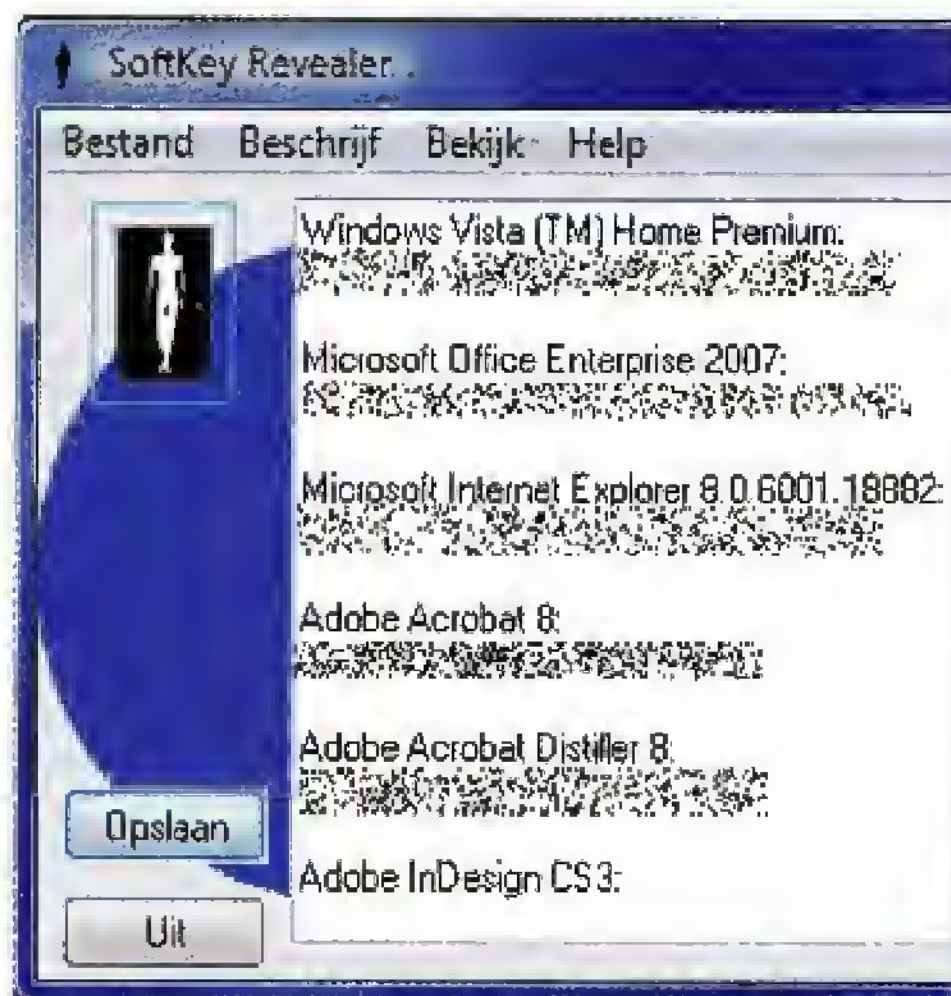 SoftKey Revealer
Bestand Beschrijf Bekijk Help
Windows Vista (TM) Home Premium:
Microsoft Office Enterprise 2007:
Microsoft Internet Explorer 8.0.6001.18882:
Adobe Acrobat 8:
Adobe Acrobat Distiller 8:
Adobe InDesign CS3:
Opslaan
Uit